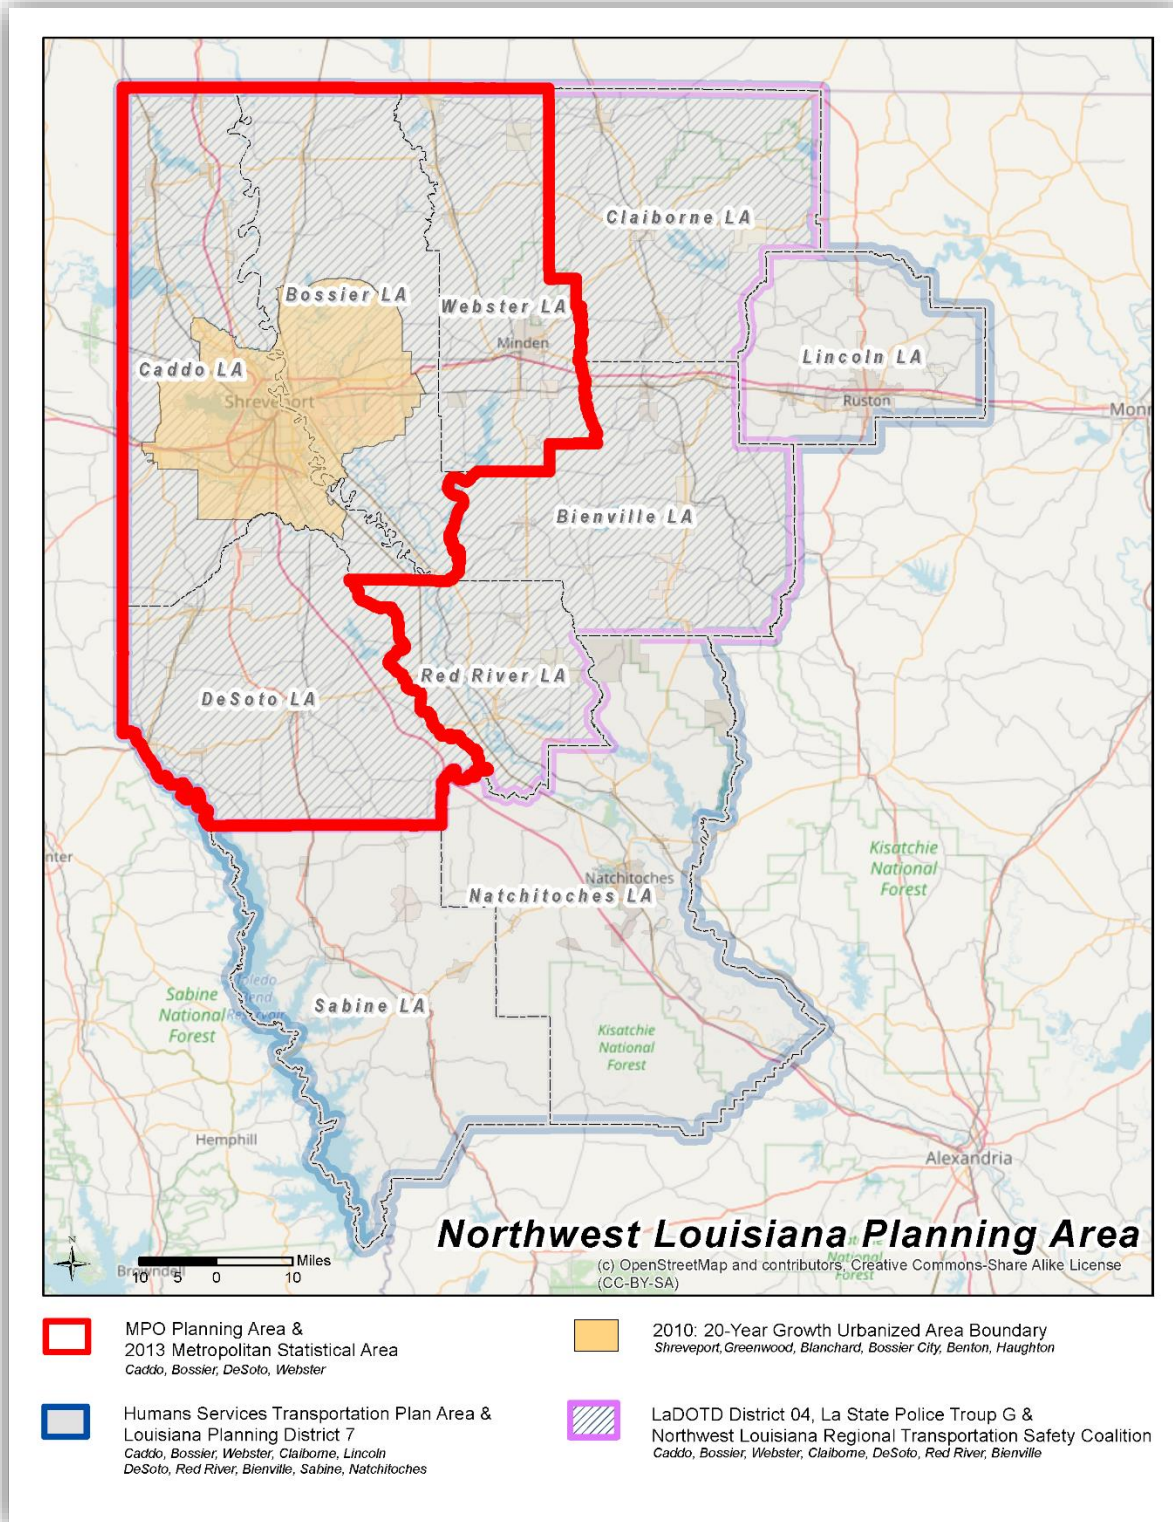 Claiborne LA
Bossier LA
Webster LA
Minden
Caddo LA
Lincoln LA
Shreveport
Ruston
Monr
Bienville LA
Red River LA
DeSoto LA
nter
Kisatchie
National
Forest
Natchitoches
Natchitoches LA
Toledo
Bend
Reservoir
Sabine LA
Sabine
National
Forest
Kisatchie
National
Forest
Hemphill
Alexandria
Northwest Louisiana Planning Area
National
Forest
(c) OpenStreetMap and contributors, Creative Commons-Share Alike License
(CC-BY-SA)
N
Miles
10 5 0 10
MPO Planning Area &
2013 Metropolitan Statistical Area
Caddo, Bossier, DeSoto, Webster
2010: 20-Year Growth Urbanized Area Boundary
Shreveport, Greenwood, Blanchard, Bossier City, Benton, Haughton
Humans Services Transportation Plan Area &
Louisiana Planning District 7
Caddo, Bossier, Webster, Claiborne, Lincoln
DeSoto, Red River, Bienville, Sabine, Natchitoches
LaDOTD District 04, La State Police Troup G &
Northwest Louisiana Regional Transportation Safety Coalition
Caddo, Bossier, Webster, Claiborne, DeSoto, Red River, Bienville